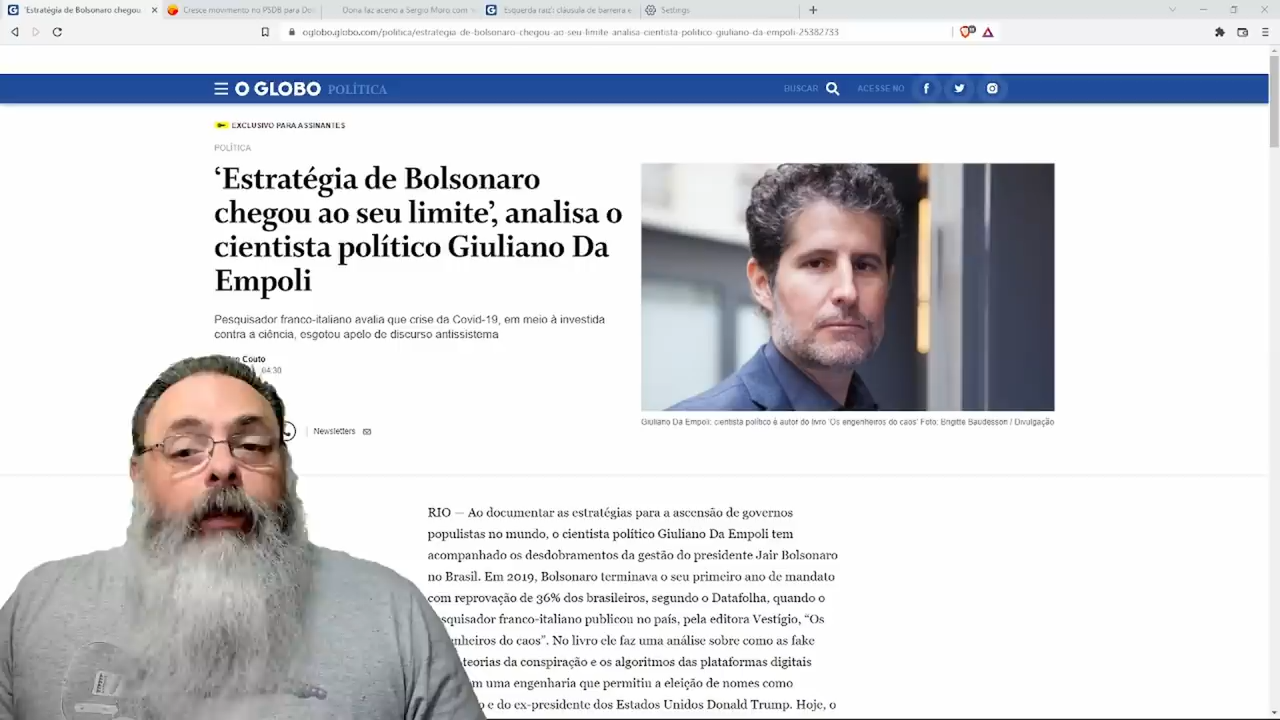 'Estratégia de Bolsonaro chegou
Cresce movimento no PSDB para Dor
Doria faz aceno a Sergio Moro com
Esquerda raiz: cláusula de barreira e
Settings
oglobo.globo.com/politica/estrategia-de-bolsonaro-chegou-ao-seu-limite-analisa-cientista-politico-giuliano-da-empoli-25382733
O GLOBO POLÍTICA
BUSCAR
ACESSE NO
EXCLUSIVO PARA ASSINANTES
POLÍTICA
‘Estratégia de Bolsonaro
chegou ao seu limite’, analisa o
cientista político Giuliano Da
Empoli
Pesquisador franco-italiano avalia que crise da Covid-19, em meio à investida
contra a ciência, esgotou apelo de discurso antissistema
Couto
04:30
Newsletters
Giuliano Da Empoli: cientista político é autor do livro 'Os engenheiros do caos' Foto: Brigitte Baudesson / Divulgação
RIO — Ao documentar as estratégias para a ascensão de governos
populistas no mundo, o cientista político Giuliano Da Empoli tem
acompanhado os desdobramentos da gestão do presidente Jair Bolsonaro
no Brasil. Em 2019, Bolsonaro terminava o seu primeiro ano de mandato
com reprovação de 36% dos brasileiros, segundo o Datafolha, quando o
esquisador franco-italiano publicou no país, pela editora Vestígio, “Os
nheiros do caos”. No livro ele faz uma análise sobre como as fake
teorias da conspiração e os algoritmos das plataformas digitais
m uma engenharia que permitiu a eleição de nomes como
o e do ex-presidente dos Estados Unidos Donald Trump. Hoje, o